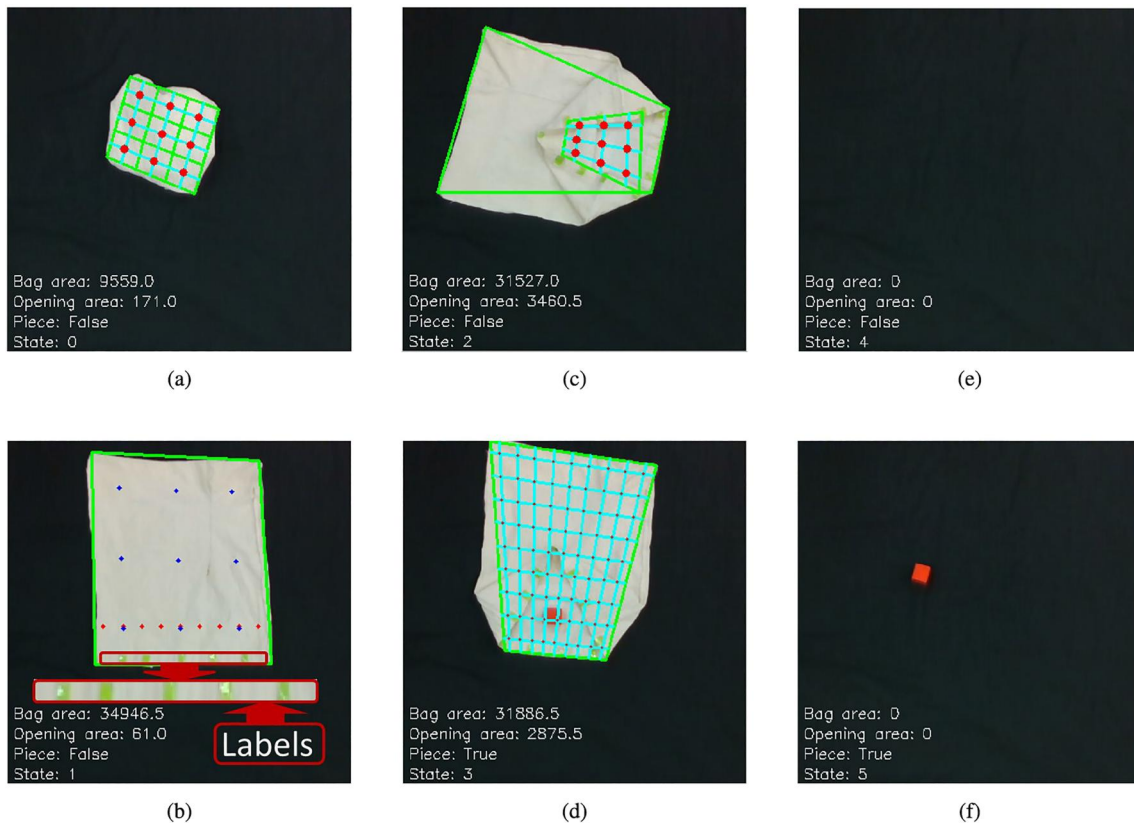 Bag area: 9559.0
Opening area: 171.0
Piece: False
State: 0
(a)
Bag area: 31527.0
Opening area: 3460.5
Piece: False
State: 2
(c)
Bag area: 0
Opening area: 0
Piece: False
State: 4
(e)
Labels
Bag area: 34946.5
Opening area: 61.0
Piece: False
State: 1
(b)
Bag area: 31886.5
Opening area: 2875.5
Piece: True
State: 3
(d)
Bag area: 0
Opening area: 0
Piece: True
State: 5
(f)